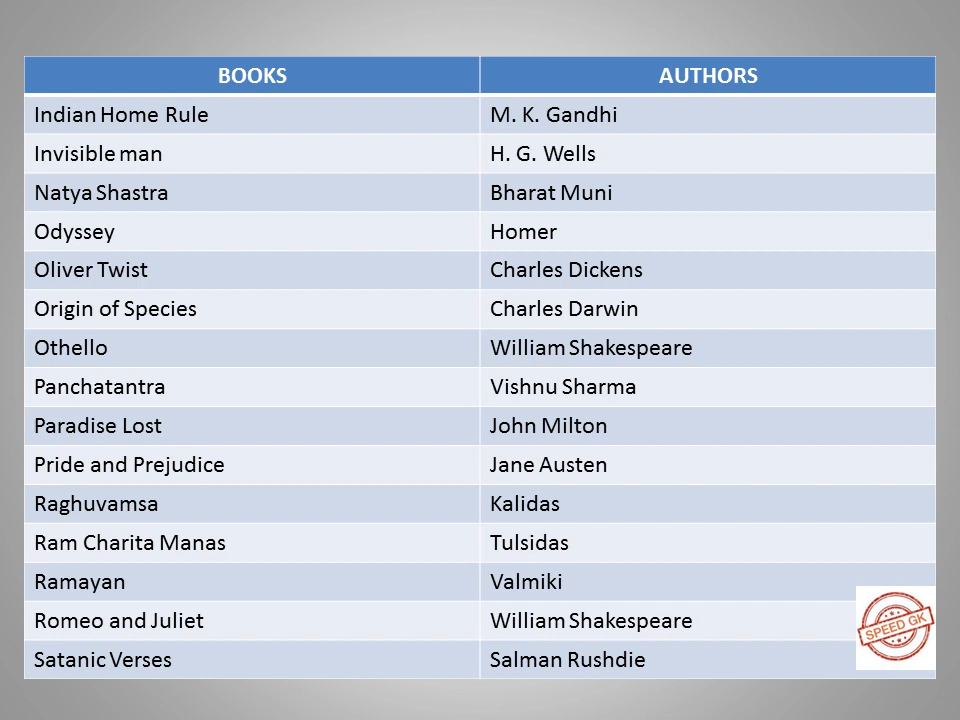 BOOKS AUTHORS
Indian Home Rule M. K. Gandhi
Invisible man H. G. Wells
Natya Shastra Bharat Muni
Odyssey Homer
Oliver Twist Charles Dickens
Origin of Species Charles Darwin
Othello William Shakespeare
Panchatantra Vishnu Sharma
Paradise Lost John Milton
Pride and Prejudice Jane Austen
Raghuvamsa Kalidas
Ram Charita Manas Tulsidas
Ramayan Valmiki
Romeo and Juliet William Shakespeare
Satanic Verses Salman Rushdie
SPEED GK